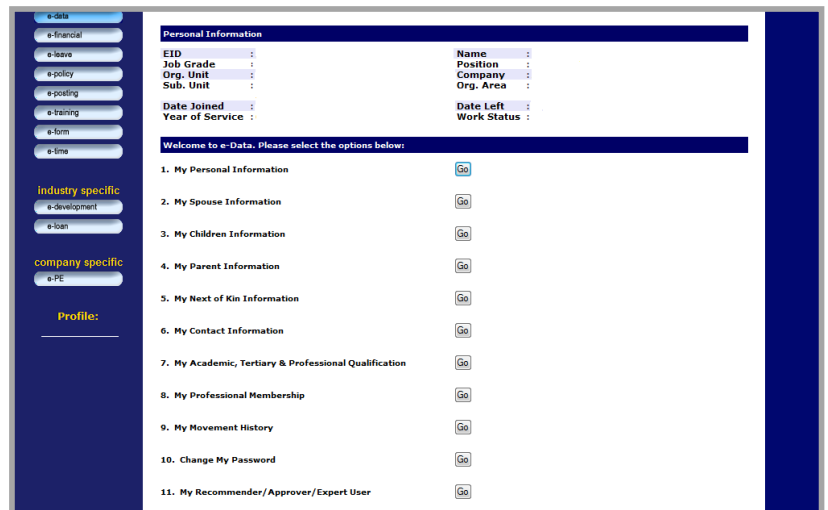 e-data
e-financial
e-leave
e-policy
e-posting
e-training
e-form
e-time
industry specific
e-development
e-loan
company specific
e-PE
Profile:
Personal Information
EID : Name :
Job Grade : Position :
Org. Unit : Company :
Sub. Unit : Org. Area :
Date Joined : Date Left :
Year of Service : Work Status :
Welcome to e-Data. Please select the options below:
1. My Personal Information Go
2. My Spouse Information Go
3. My Children Information Go
4. My Parent Information Go
5. My Next of Kin Information Go
6. My Contact Information Go
7. My Academic, Tertiary & Professional Qualification Go
8. My Professional Membership Go
9. My Movement History Go
10. Change My Password Go
11. My Recommender/Approver/Expert User Go